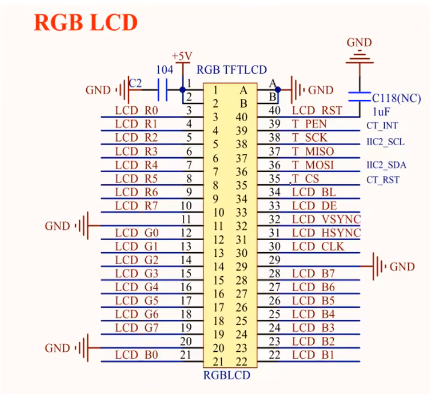 RGB LCD
+5V
C2 104 RGB TFTLCD
GND 1 1 A A GND GND
2 2 B B
LCD R0 3 3 40 40 LCD RST C118(NC)
1uF
LCD R1 4 4 39 39 T PEN CT_INT
LCD R2 5 5 38 38 T SCK IIC2_SCL
LCD R3 6 6 37 37 T MISO
LCD R4 7 7 36 36 T MOSI IIC2_SDA
LCD R5 8 8 35 35 T CS CT_RST
LCD R6 9 9 34 34 LCD BL
LCD R7 10 10 33 33 LCD DE
GND 11 11 32 32 LCD VSYNC
LCD G0 12 12 31 31 LCD HSYNC
LCD G1 13 13 30 30 LCD CLK
LCD G2 14 14 29 29 GND
LCD G3 15 15 28 28 LCD B7
LCD G4 16 16 27 27 LCD B6
LCD G5 17 17 26 26 LCD B5
LCD G6 18 18 25 25 LCD B4
LCD G7 19 19 24 24 LCD B3
GND 20 20 23 23 LCD B2
LCD B0 21 21 22 22 LCD B1
RGBLCD